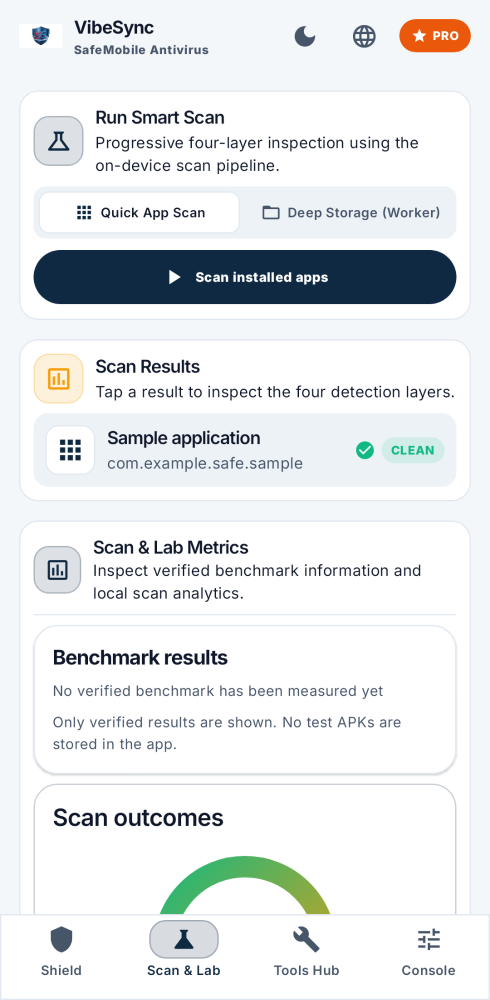 VibeSync
SafeMobile Antivirus
PRO
Run Smart Scan
Progressive four-layer inspection using the
on-device scan pipeline.
Quick App Scan
Deep Storage (Worker)
Scan installed apps
Scan Results
Tap a result to inspect the four detection layers.
Sample application
com.example.safe.sample
CLEAN
Scan & Lab Metrics
Inspect verified benchmark information and
local scan analytics.
Benchmark results
No verified benchmark has been measured yet
Only verified results are shown. No test APKs are
stored in the app.
Scan outcomes
Shield
Scan & Lab
Tools Hub
Console